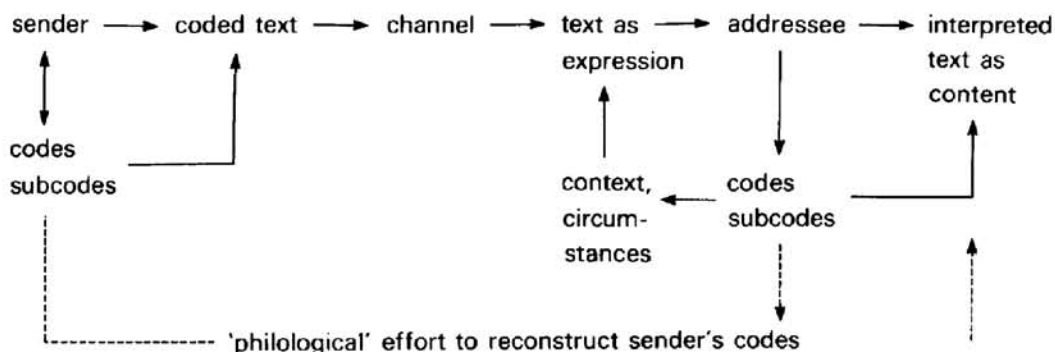 sender coded text channel text as addressee interpreted
expression text as
content
codes
subcodes
context, codes
circum- subcodes
stances
'philological' effort to reconstruct sender's codes